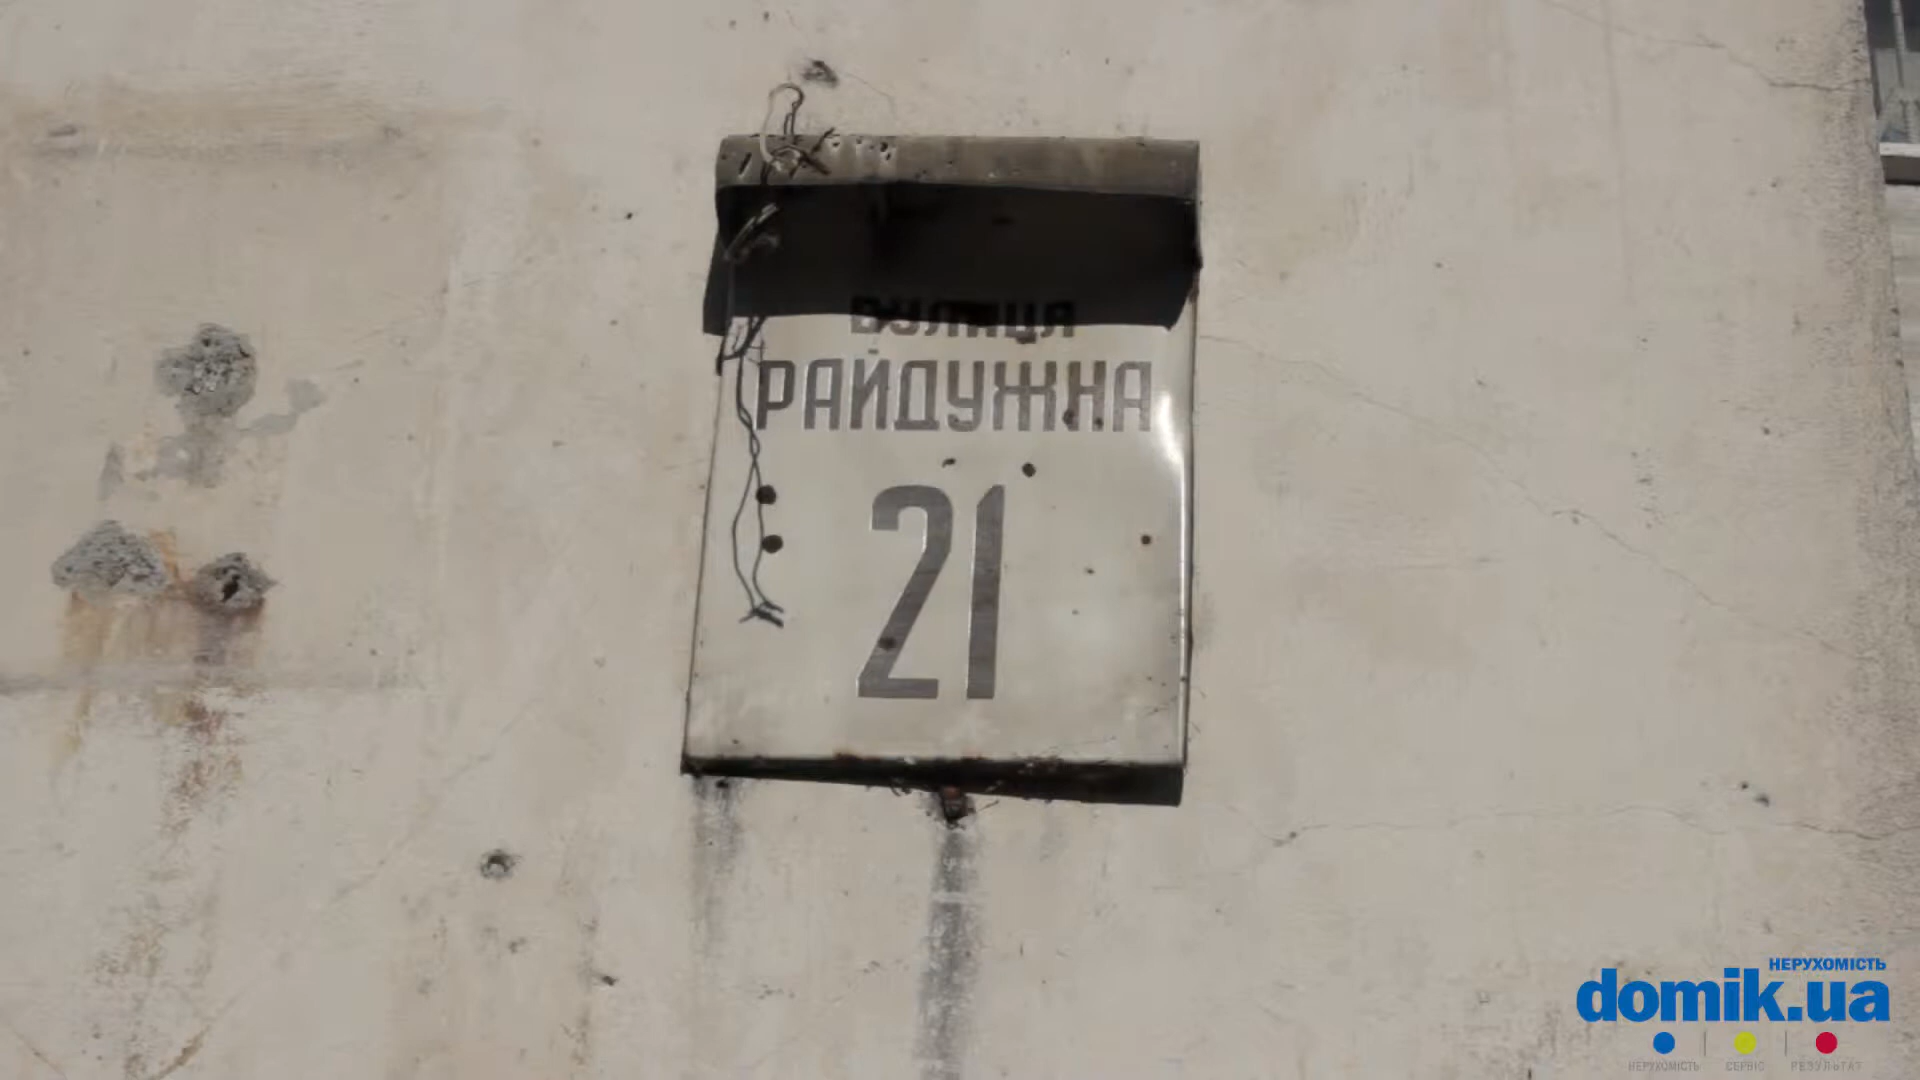 вулиця
РАЙДУЖНА
21
НЕРУХОМІСТЬ
domik.ua
НЕРУХОМІСТЬ | СЕРВІС | РЕЗУЛЬТАТ